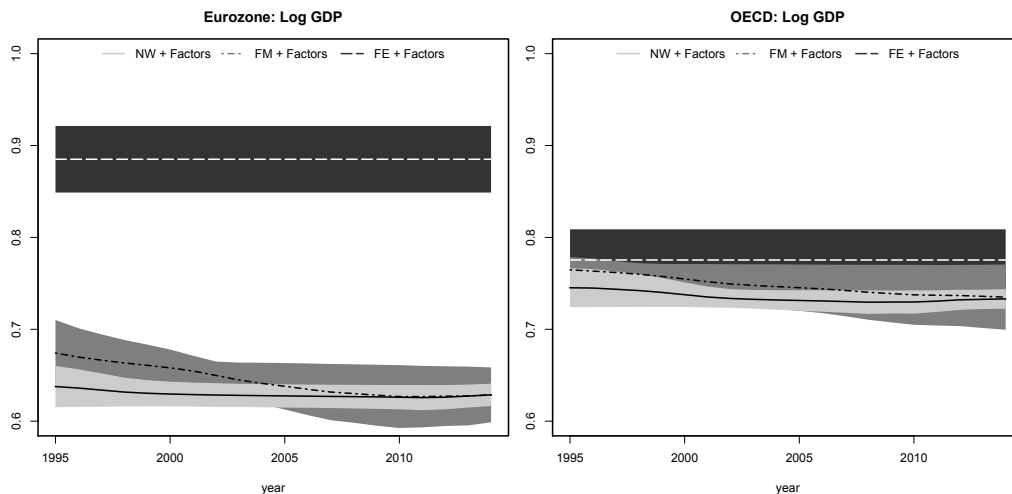 Eurozone: Log GDP
NW + Factors FM + Factors FE + Factors
1.0
0.9
0.8
0.7
0.6
1995 2000 2005 2010
year
OECD: Log GDP
NW + Factors FM + Factors FE + Factors
1.0
0.9
0.8
0.7
0.6
1995 2000 2005 2010
year